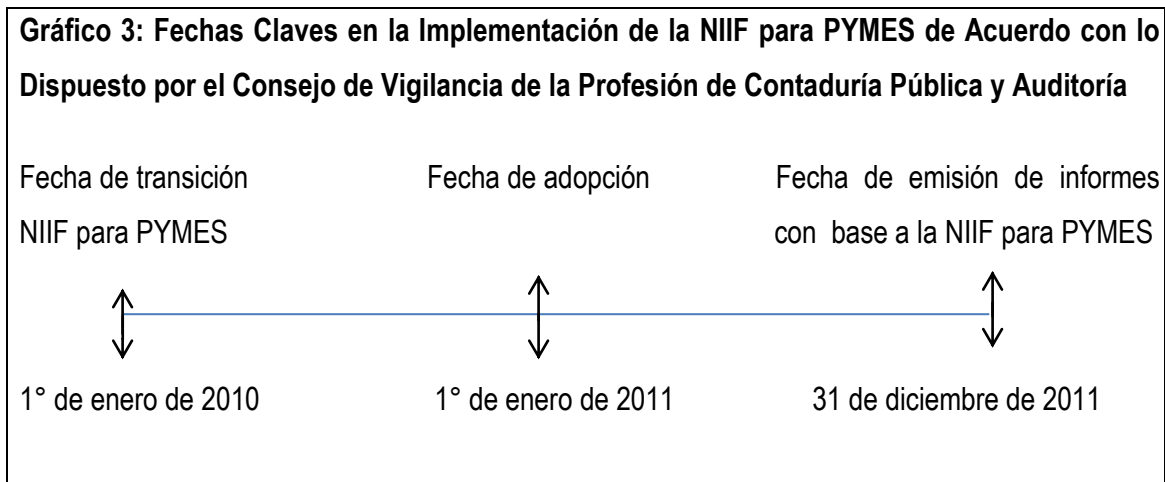 Gráfico 3: Fechas Claves en la Implementación de la NIIF para PYMES de Acuerdo con lo
Dispuesto por el Consejo de Vigilancia de la Profesión de Contaduría Pública y Auditoría
Fecha de transición Fecha de adopción Fecha de emisión de informes
NIIF para PYMES con base a la NIIF para PYMES
1° de enero de 2010 1° de enero de 2011 31 de diciembre de 2011